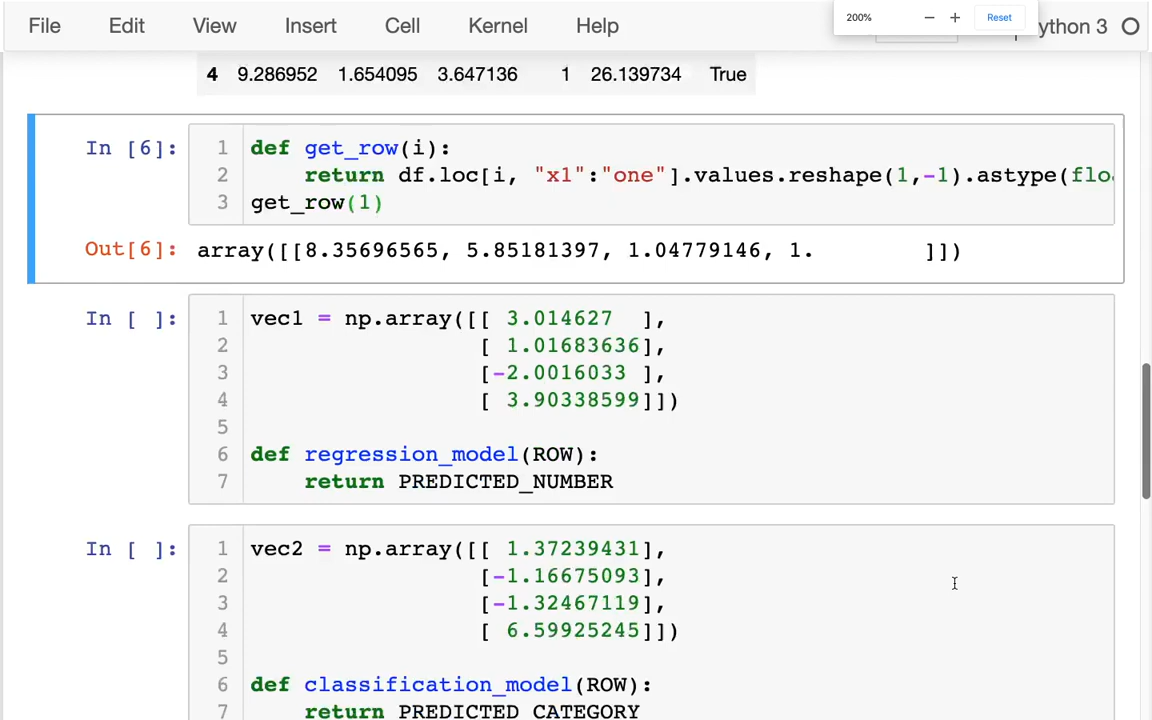 File Edit View Insert Cell Kernel Help 200% − + Reset ython 3
4 9.286952 1.654095 3.647136 1 26.139734 True
In [6]: 1 def get_row(i):
2 return df.loc[i, "x1":"one"].values.reshape(1,-1).astype(floa
3 get_row(1)
Out[6]: array([[8.35696565, 5.85181397, 1.04779146, 1. ]])
In [ ]: 1 vec1 = np.array([[ 3.014627 ],
2 [ 1.01683636],
3 [-2.0016033 ],
4 [ 3.90338599]])
5
6 def regression_model(ROW):
7 return PREDICTED_NUMBER
In [ ]: 1 vec2 = np.array([[ 1.37239431],
2 [-1.16675093],
3 [-1.32467119],
4 [ 6.59925245]])
5
6 def classification_model(ROW):
7 return PREDICTED_CATEGORY